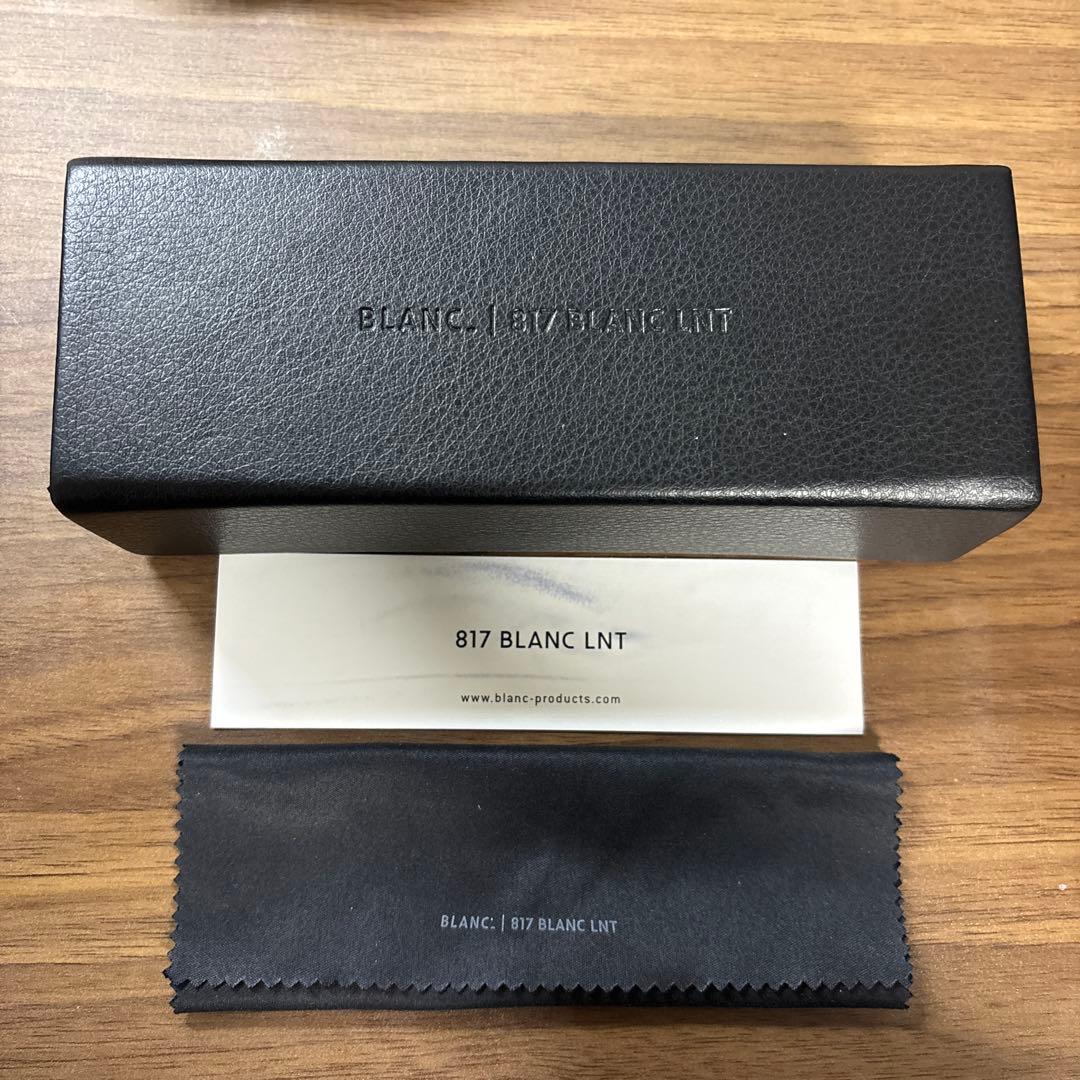 BLANC.. | 817 BLANC LNT
817 BLANC LNT
www.blanc-products.com
BLANC.. | 817 BLANC LNT